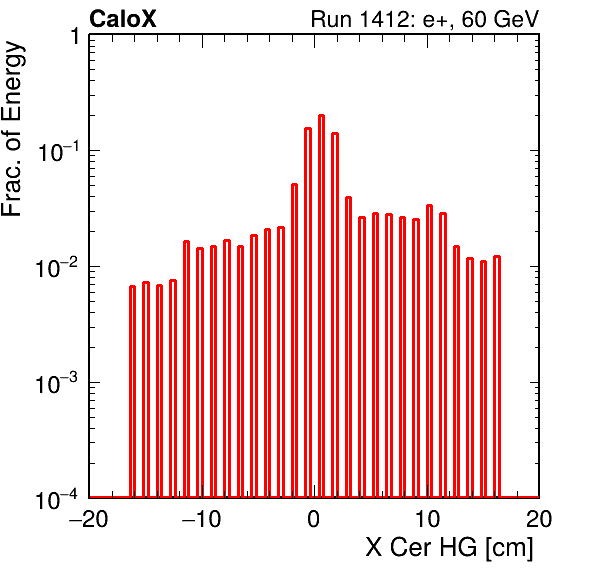 CaloX Run 1412: e+, 60 GeV
Frac. of Energy
1
10⁻¹
10⁻²
10⁻³
10⁻⁴
−20 −10 0 10 20
X Cer HG [cm]